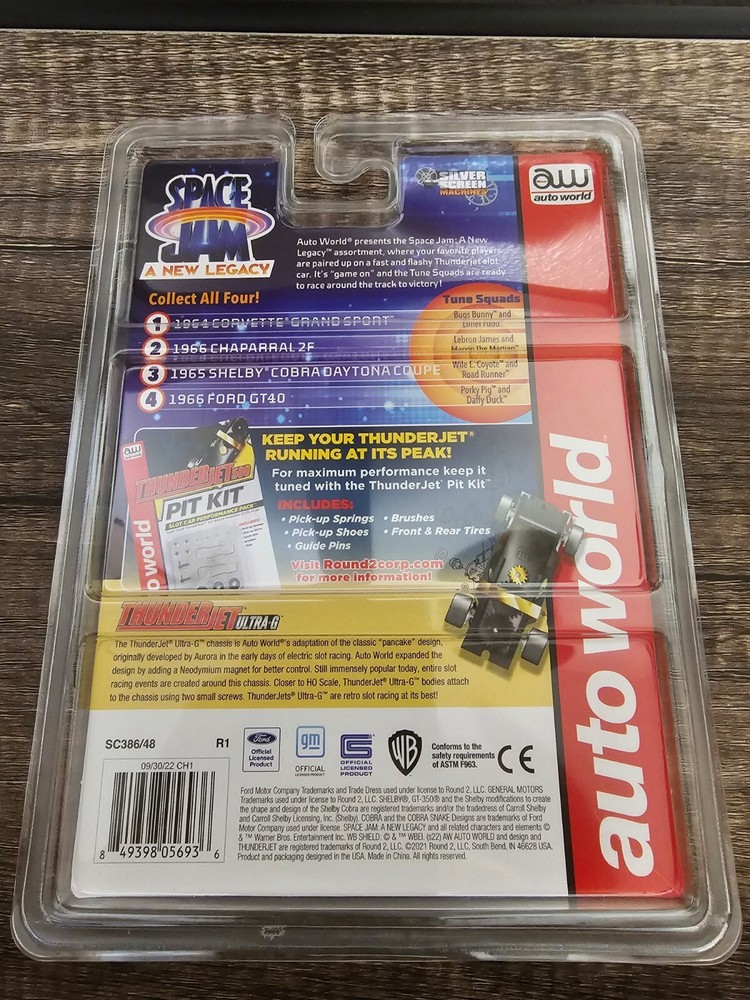 SPACE
JAM
A NEW LEGACY
SILVER
SCREEN
MACHINES
aw
auto world
Auto World® presents the Space Jam: A New
Legacy™ assortment, where your favorite players
are paired up on a fast and flashy Thunderjet slot
car. It's "game on" and the Tune Squads are ready
to race around the track to victory!
Collect All Four!
Tune Squads
1 1964 CORVETTE® GRAND SPORT™
Bugs Bunny™ and
Elmer Fudd
2 1966 CHAPARRAL 2F
Lebron James and
Marvin The Martian™
3 1965 SHELBY® COBRA DAYTONA COUPE
Wile E. Coyote™ and
Road Runner™
4 1966 FORD GT40
Porky Pig™ and
Daffy Duck™
KEEP YOUR THUNDERJET®
RUNNING AT ITS PEAK!
For maximum performance keep it
tuned with the ThunderJet® Pit Kit™
INCLUDES:
• Pick-up Springs • Brushes
• Pick-up Shoes • Front & Rear Tires
• Guide Pins
Visit Round2corp.com
for more information!
aw
THUNDERJET500
PIT KIT
SLOT CAR PERFORMANCE PACK
INCLUDES:
o world
THUNDERJET® ULTRA-G™
The ThunderJet® Ultra-G™ chassis is Auto World®'s adaptation of the classic "pancake" design,
originally developed by Aurora in the early days of electric slot racing. Auto World expanded the
design by adding a Neodymium magnet for better control. Still immensely popular today, entire slot
racing events are created around this chassis. Closer to HO Scale, ThunderJet® Ultra-G™ bodies attach
to the chassis using two small screws. ThunderJets® Ultra-G™ are retro slot racing at its best!
auto world™
SC386/48 R1
09/30/22 CH1
8 49398 05693 6
Ford
Official
Licensed
Product
gm
OFFICIAL
LICENSED
PRODUCT
CS
OFFICIAL
LICENSED
PRODUCT
WB
Conforms to the
safety requirements
of ASTM F963.
CE
Ford Motor Company Trademarks and Trade Dress used under license to Round 2, LLC. GENERAL MOTORS
Trademarks used under license to Round 2, LLC. SHELBY®, GT-350® and the Shelby modifications to create
the shape and design of the Shelby Cobra are registered trademarks and/or the tradedress of Carroll Shelby
and Carroll Shelby Licensing, Inc. (Shelby). COBRA and the COBRA SNAKE Designs are trademarks of Ford
Motor Company used under license. SPACE JAM: A NEW LEGACY and all related characters and elements ©
& ™ Warner Bros. Entertainment Inc. WB SHIELD: © & ™ WBEI. (s22) AW AUTO WORLD and design and
THUNDERJET are registered trademarks of Round 2, LLC. ©2021 Round 2, LLC, South Bend, IN 46628 USA.
Product and packaging designed in the USA. Made in China. All rights reserved.